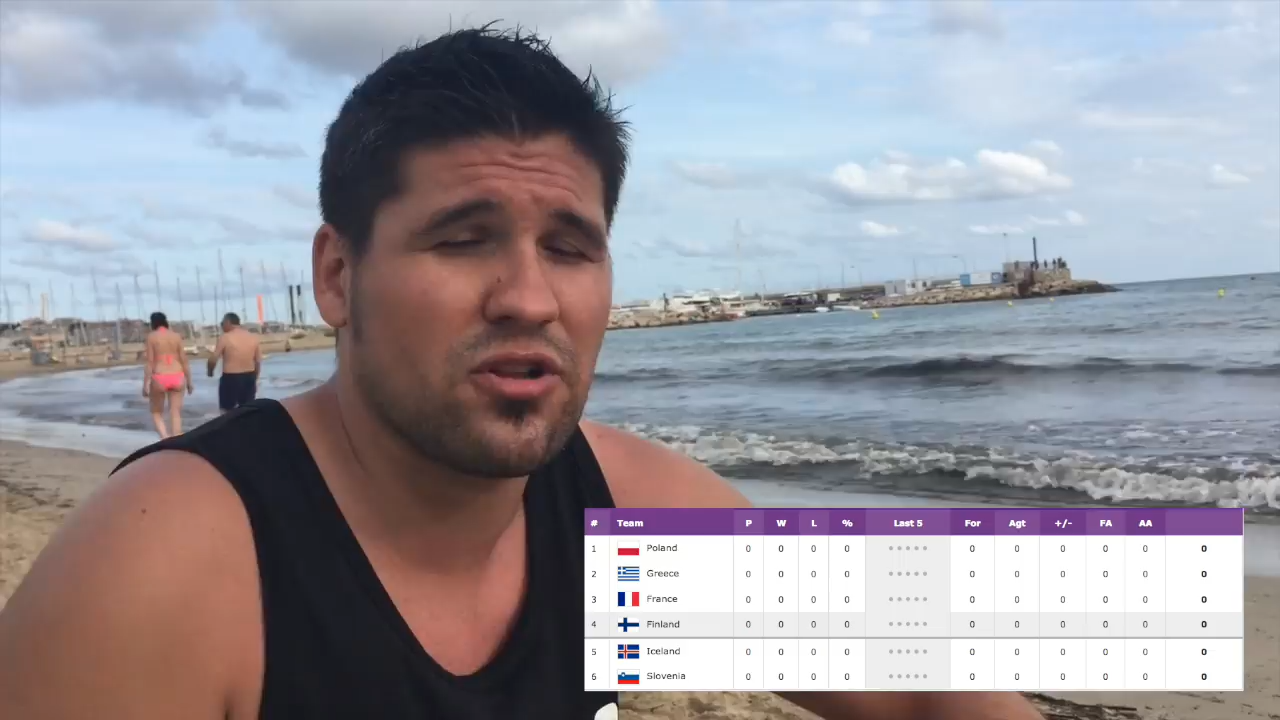 # Team P W L % Last 5 For Agt +/- FA AA
1 Poland 0 0 0 0 0 0 0 0 0 0
2 Greece 0 0 0 0 0 0 0 0 0 0
3 France 0 0 0 0 0 0 0 0 0 0
4 Finland 0 0 0 0 0 0 0 0 0 0
5 Iceland 0 0 0 0 0 0 0 0 0 0
6 Slovenia 0 0 0 0 0 0 0 0 0 0